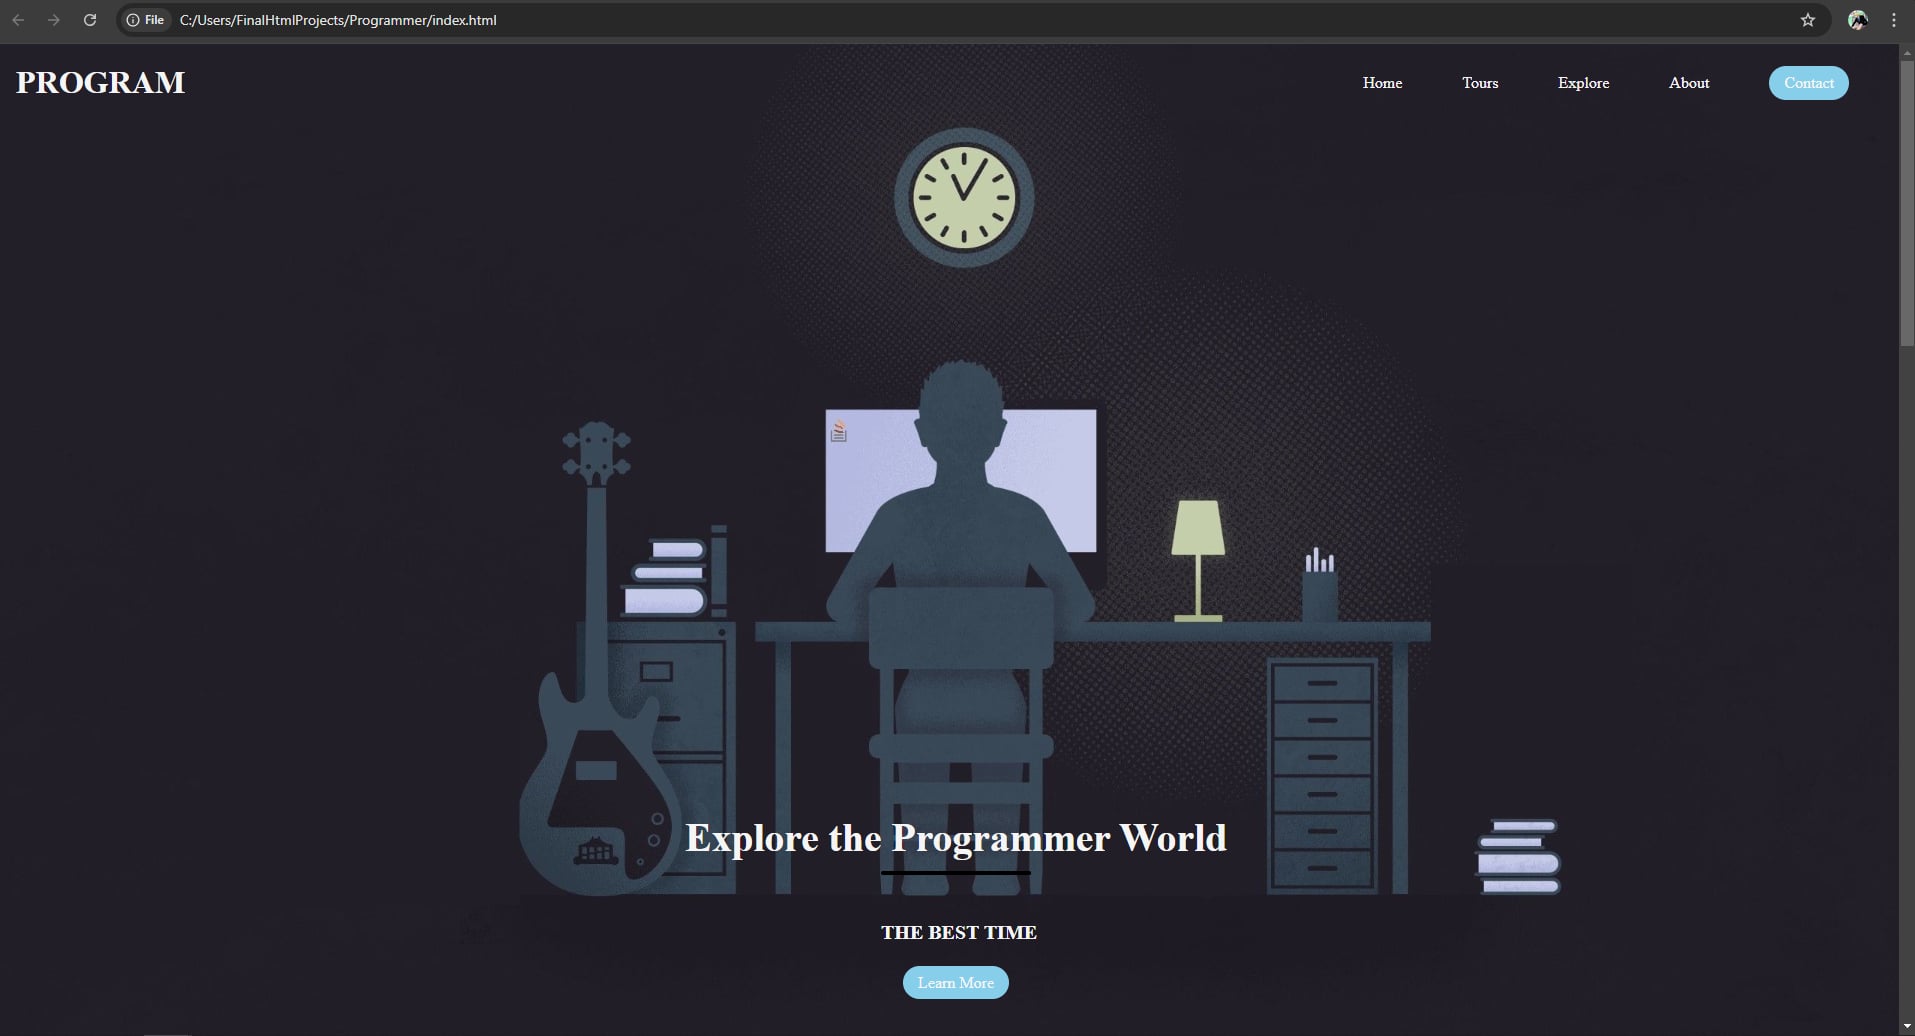 File C:/Users/FinalHtmlProjects/Programmer/index.html
PROGRAM Home Tours Explore About Contact
Explore the Programmer World
THE BEST TIME
Learn More